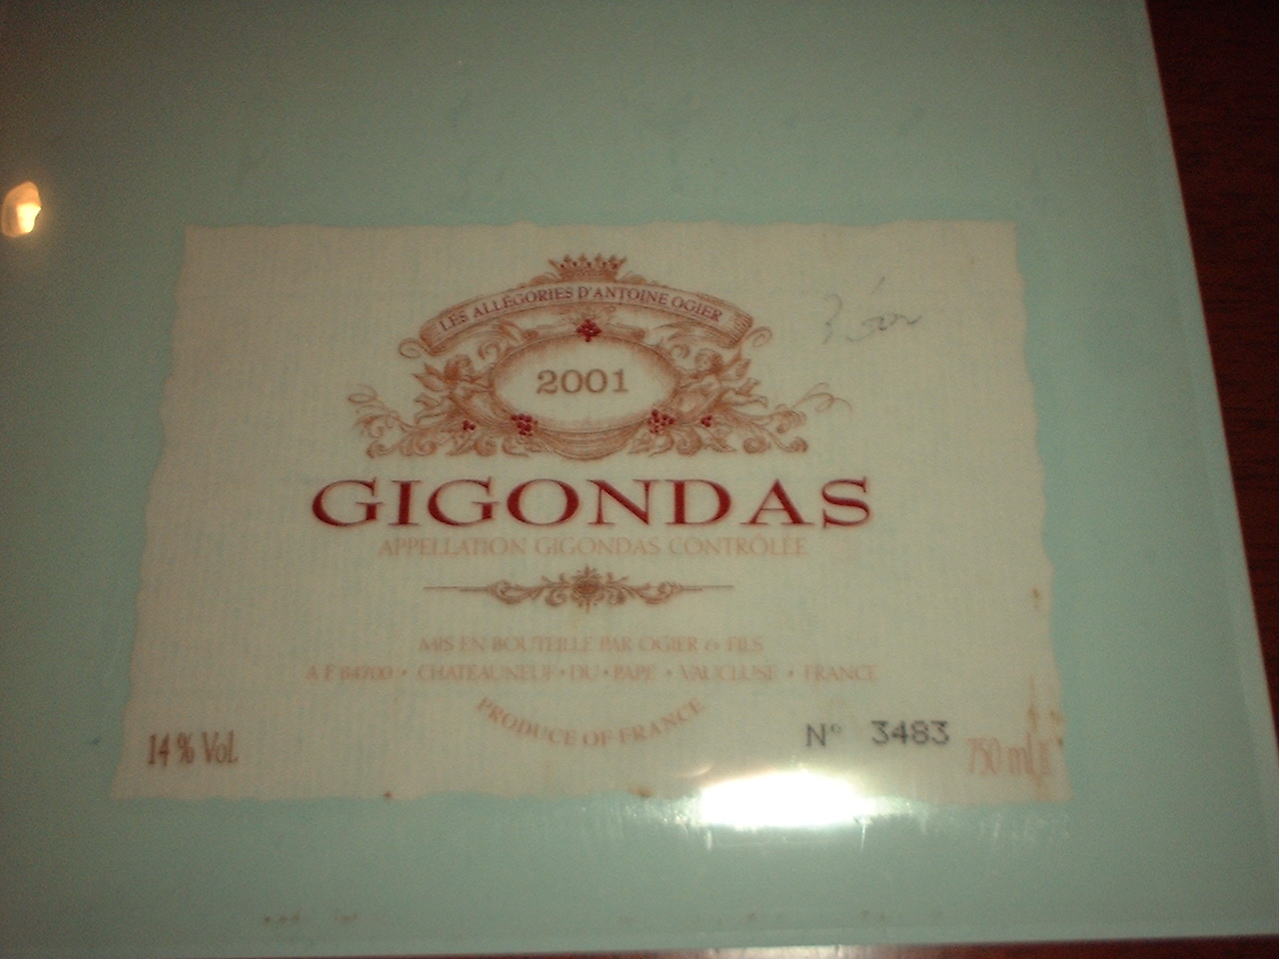 LES ALLÉGORIES D'ANTOINE OGIER
2001
GIGONDAS
APPELLATION GIGONDAS CONTRÔLÉE
MIS EN BOUTEILLE PAR OGIER & FILS
A F 84700 • CHATEAUNEUF • DU • PAPE • VAUCLUSE • FRANCE
PRODUCE OF FRANCE
14 % Vol.
N° 3483
750 ml